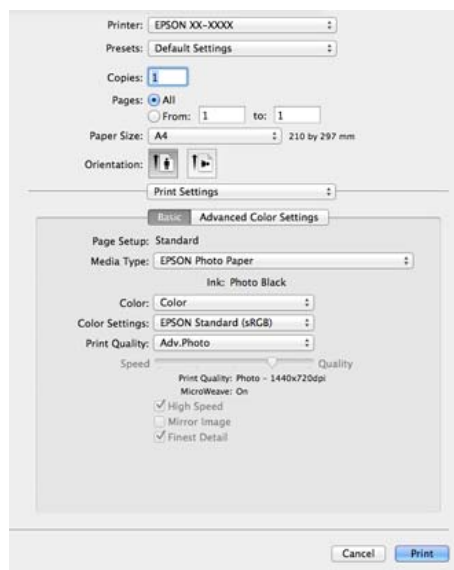 Printer: EPSON XX-XXXX
Presets: Default Settings
Copies: 1
Pages: All
From: 1 to: 1
Paper Size: A4 210 by 297 mm
Orientation:
Print Settings
Basic Advanced Color Settings
Page Setup: Standard
Media Type: EPSON Photo Paper
Ink: Photo Black
Color: Color
Color Settings: EPSON Standard (sRGB)
Print Quality: Adv.Photo
Speed Quality
Print Quality: Photo - 1440x720dpi
MicroWeave: On
High Speed
Mirror Image
Finest Detail
Cancel Print